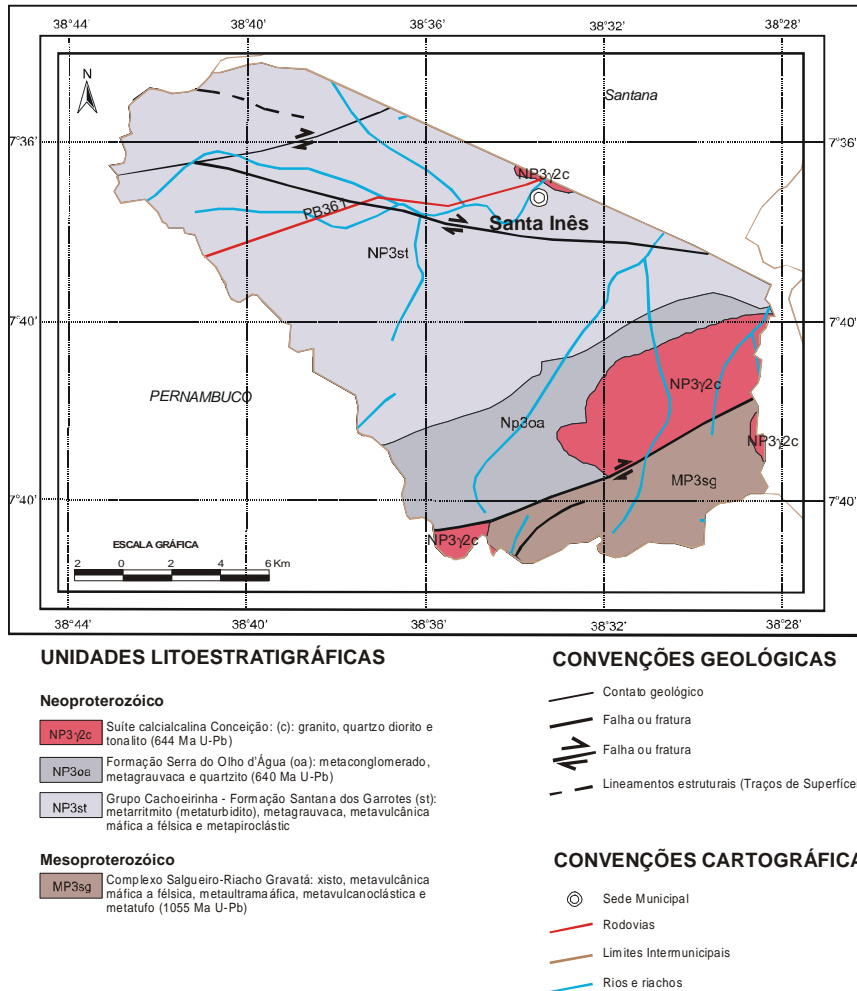 38°44'
38°40'
38°36'
38°32'
38°28'
N
Santana
7°36'
7°36'
NP3γ2c
PB361
Santa Inês
NP3st
7°40'
7°40'
PERNAMBUCO
NP3γ2c
Np3oa
NP3γ2c
MP3sg
7°40'
7°40'
NP3γ2c
ESCALA GRÁFICA
2 0 2 4 6 Km
38°44'
38°40'
38°36'
38°32'
38°28'
UNIDADES LITOESTRATIGRÁFICAS
Neoproterozóico
NP3γ2c
Suíte calcialcalina Conceição: (c): granito, quartzo diorito e
tonalito (644 Ma U-Pb)
NP3oa
Formação Serra do Olho d'Água (oa): metaconglomerado,
metagrauvaca e quartzito (640 Ma U-Pb)
NP3st
Grupo Cachoeirinha - Formação Santana dos Garrotes (st):
metarritmito (metaturbidito), metagrauvaca, metavulcânica
máfica a félsica e metapiroclástic
Mesoproterozóico
MP3sg
Complexo Salgueiro-Riacho Gravatá: xisto, metavulcânica
máfica a félsica, metaultramáfica, metavulcanoclástica e
metatufo (1055 Ma U-Pb)
CONVENÇÕES GEOLÓGICAS
Contato geológico
Falha ou fratura
Falha ou fratura
Lineamentos estruturais (Traços de Superfíce
CONVENÇÕES CARTOGRÁFICA
Sede Municipal
Rodovias
Limites Intermunicipais
Rios e riachos